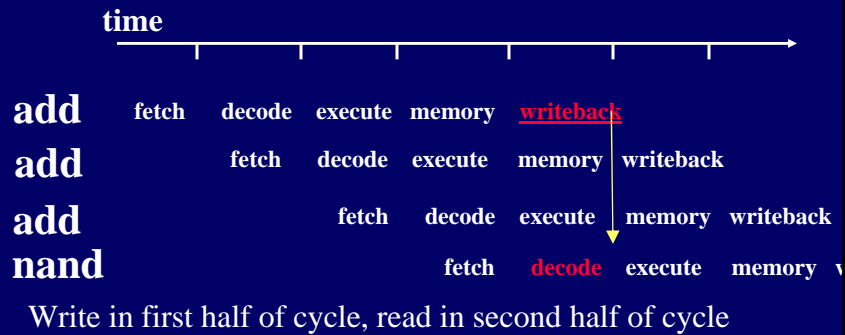 time
add fetch decode execute memory writeback
add fetch decode execute memory writeback
add fetch decode execute memory writeback
nand fetch decode execute memory
Write in first half of cycle, read in second half of cycle